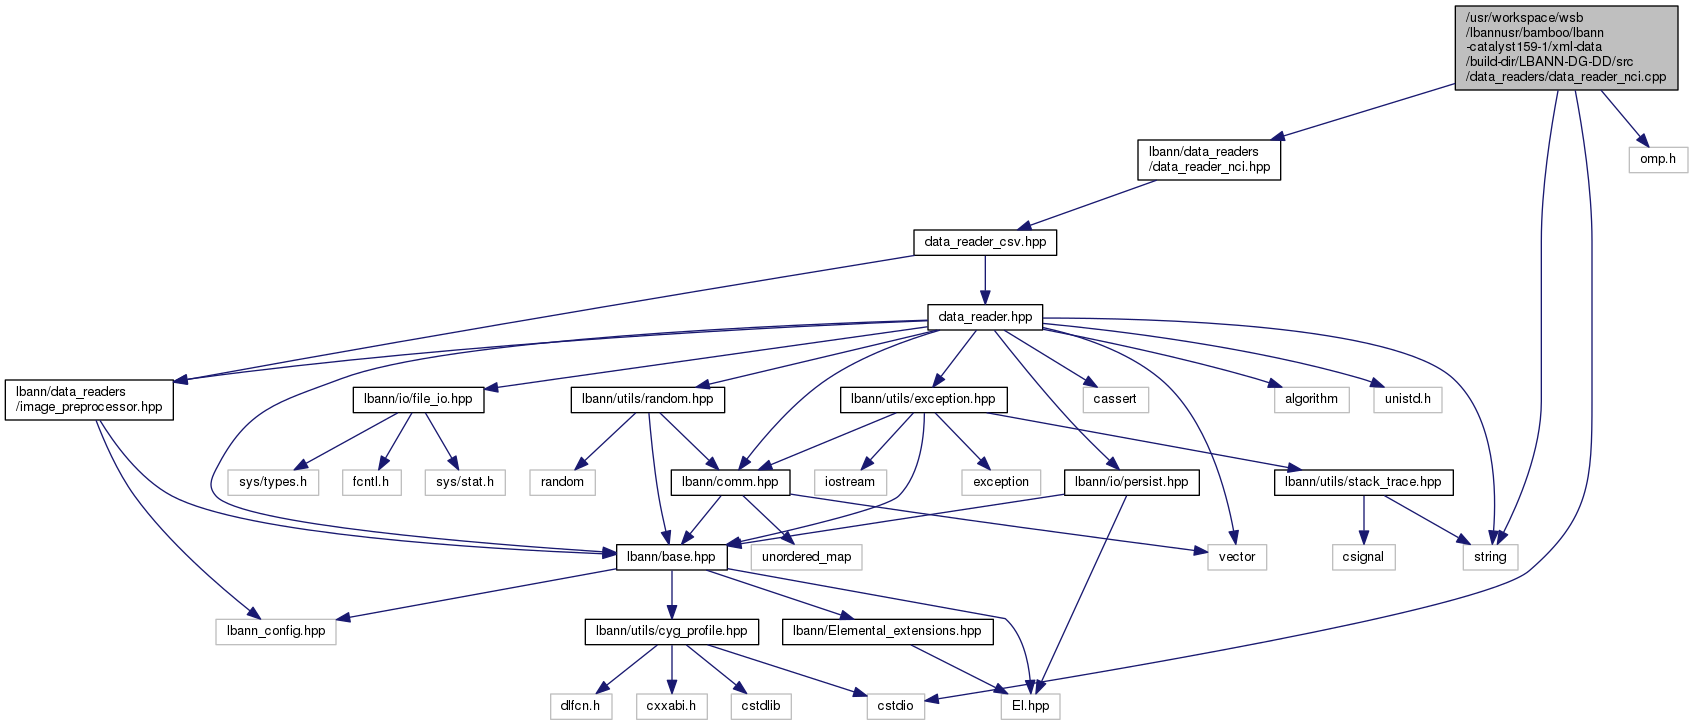 /usr/workspace/wsb
/lbannusr/bamboo/lbann
-catalyst159-1/xml-data
/build-dir/LBANN-DG-DD/src
/data_readers/data_reader_nci.cpp
lbann/data_readers
/data_reader_nci.hpp
omp.h
data_reader_csv.hpp
data_reader.hpp
lbann/data_readers
/image_preprocessor.hpp
lbann/io/file_io.hpp
lbann/utils/random.hpp
lbann/utils/exception.hpp
cassert
algorithm
unistd.h
sys/types.h
fcntl.h
sys/stat.h
random
lbann/comm.hpp
iostream
exception
lbann/io/persist.hpp
lbann/utils/stack_trace.hpp
lbann/base.hpp
unordered_map
vector
csignal
string
lbann_config.hpp
lbann/utils/cyg_profile.hpp
lbann/Elemental_extensions.hpp
dlfcn.h
cxxabi.h
cstdlib
cstdio
El.hpp